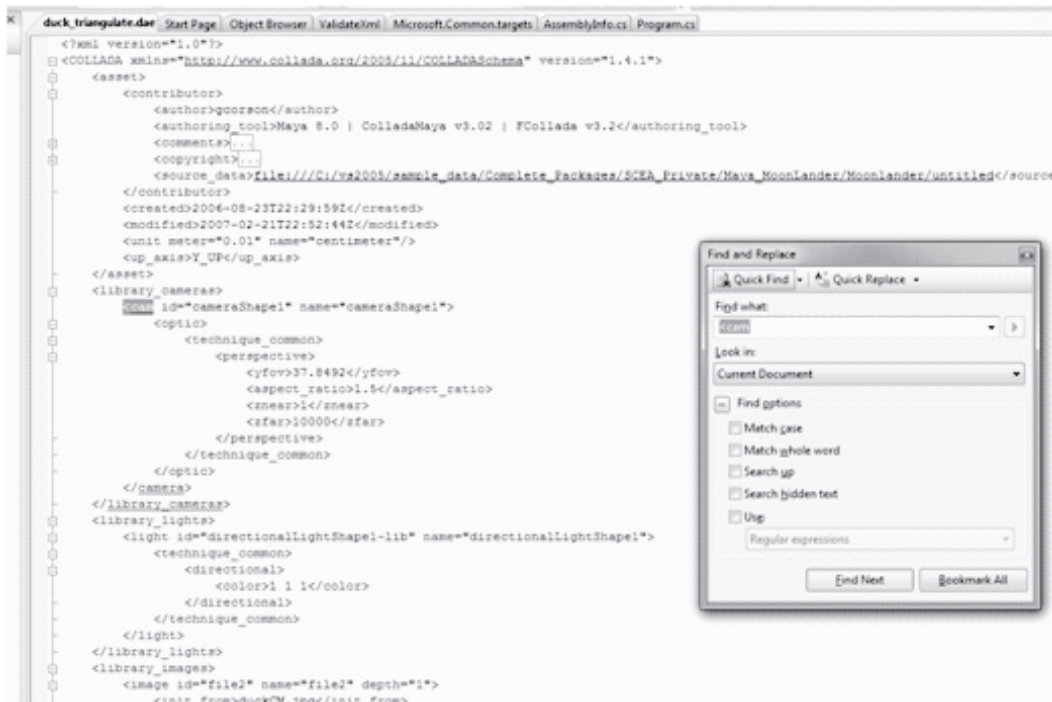 duck_triangulate.dae Start Page Object Browser ValidateXml Microsoft.Common.targets AssemblyInfo.cs Program.cs
<?xml version="1.0"?>
<COLLADA xmlns="http://www.collada.org/2005/11/COLLADASchema" version="1.4.1">
<asset>
<contributor>
<author>gcorson</author>
<authoring_tool>Maya 8.0 | ColladaMaya v3.02 | FCollada v3.2</authoring_tool>
<comments>...
<copyright>...
<source_data>file:///C:/vs2005/sample_data/Complete_Packages/SCEA_Private/Maya_MoonLander/Moonlander/untitled</source
</contributor>
<created>2006-08-23T22:29:59Z</created>
<modified>2007-02-21T22:52:44Z</modified>
<unit meter="0.01" name="centimeter"/>
<up_axis>Y_UP</up_axis>
</asset>
<library_cameras>
id="cameraShape1" name="cameraShape1">
<optic>
<technique_common>
<perspective>
<yfov>37.8492</yfov>
<aspect_ratio>1.5</aspect_ratio>
<znear>1</znear>
<zfar>10000</zfar>
</perspective>
</technique_common>
</optic>
</camera>
</library_cameras>
<library_lights>
<light id="directionalLightShape1-lib" name="directionalLightShape1">
<technique_common>
<directional>
<color>1 1 1</color>
</directional>
</technique_common>
</light>
</library_lights>
<library_images>
<image id="file2" name="file2" depth="1">
<init_from>duckCM.jpg</init_from>
Find and Replace
Quick Find Quick Replace
Find what:
<cam
Look in:
Current Document
Find options
Match case
Match whole word
Search up
Search hidden text
Use:
Regular expressions
Find Next Bookmark All